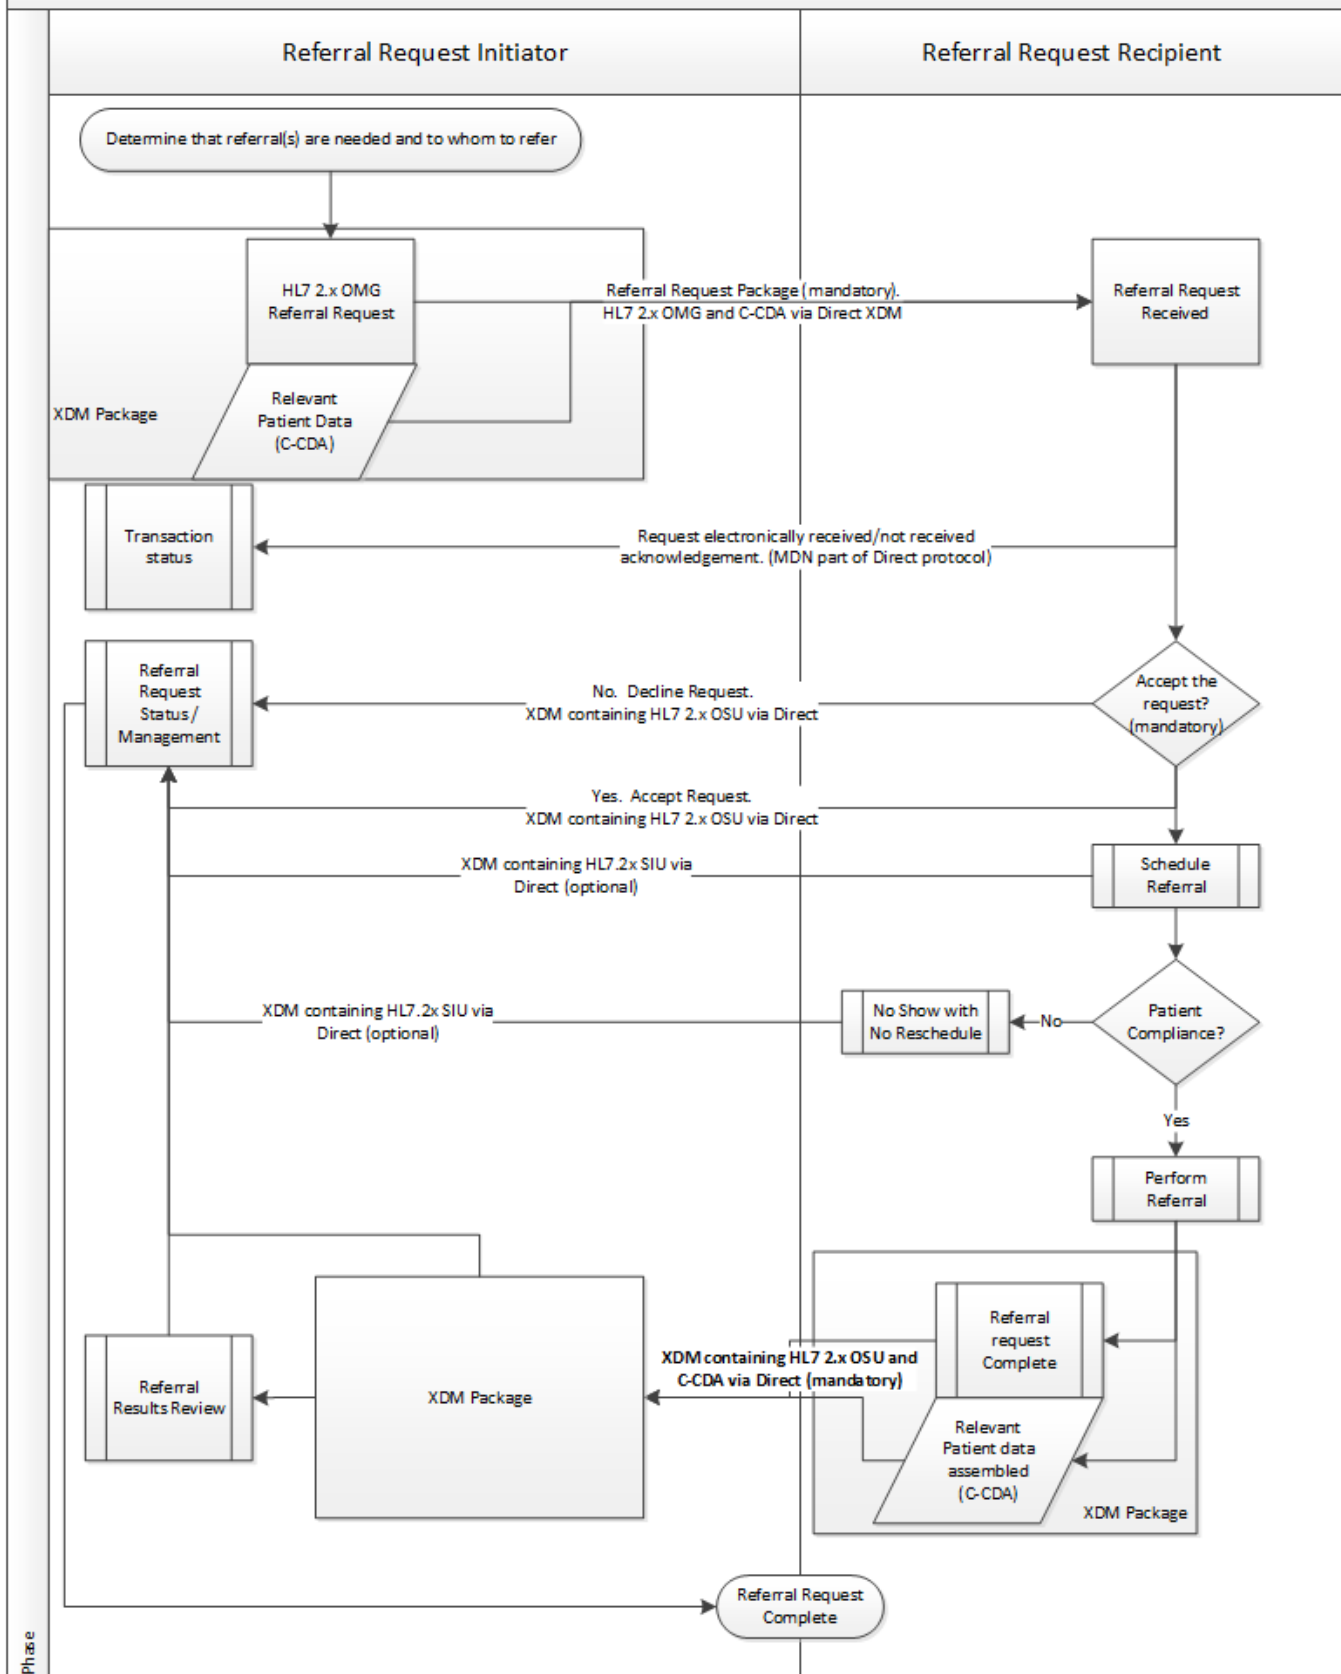 Referral Request Initiator
Referral Request Recipient
Determine that referral(s) are needed and to whom to refer
HL7 2.x OMG
Referral Request
Referral Request Package (mandatory).
HL7 2.x OMG and C-CDA via Direct XDM
Referral Request
Received
XDM Package
Relevant
Patient Data
(C-CDA)
Transaction
status
Request electronically received/not received
acknowledgement. (MDN part of Direct protocol)
Referral
Request
Status/
Management
No.  Decline Request.
XDM containing HL7 2.x OSU via Direct
Accept the
request?
(mandatory)
Yes.  Accept Request.
XDM containing HL7 2.x OSU via Direct
XDM containing HL7.2x SIU via
Direct (optional)
Schedule
Referral
XDM containing HL7.2x SIU via
Direct (optional)
No Show with
No Reschedule
No
Patient
Compliance?
Yes
Perform
Referral
Referral
request
Complete
XDM containing HL7 2.x OSU and
C-CDA via Direct (mandatory)
XDM Package
Referral
Results Review
Relevant
Patient data
assembled
(C-CDA)
XDM Package
Referral Request
Complete
Phase